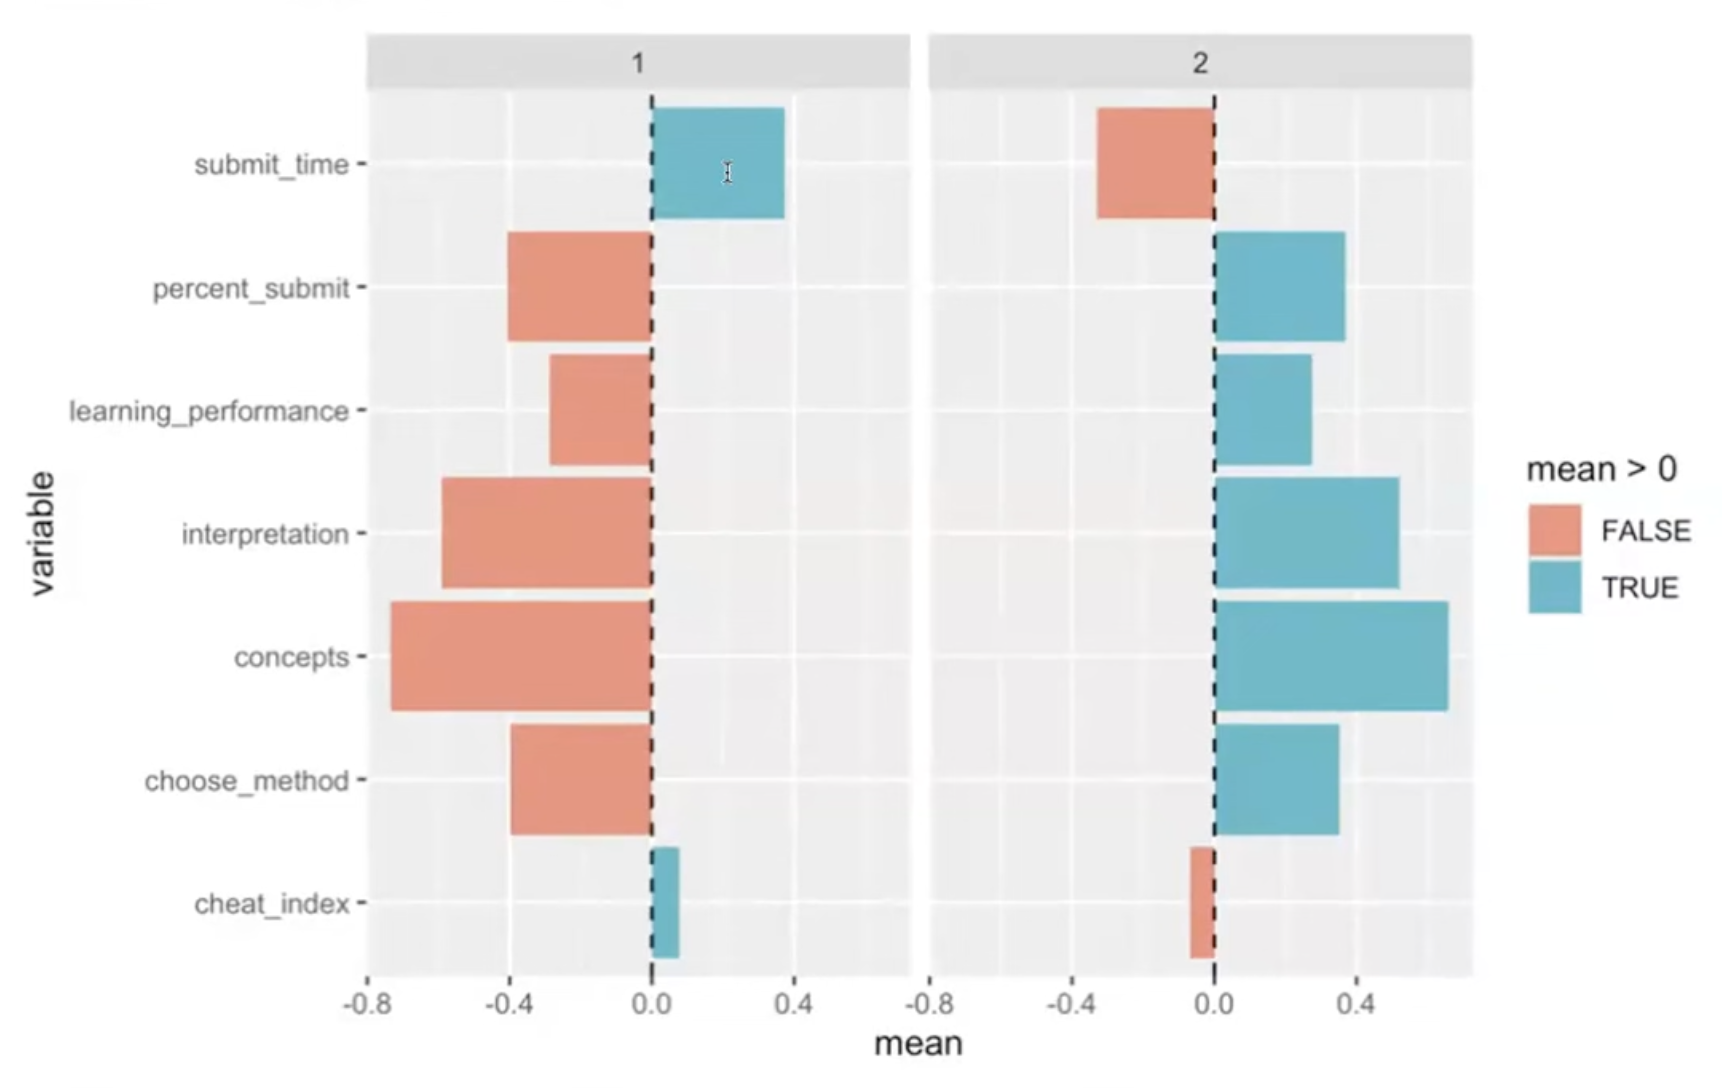 1
2
submit_time
percent_submit
learning_performance
interpretation
concepts
choose_method
cheat_index
variable
-0.8 -0.4 0.0 0.4
-0.8 -0.4 0.0 0.4
mean
mean > 0
FALSE
TRUE